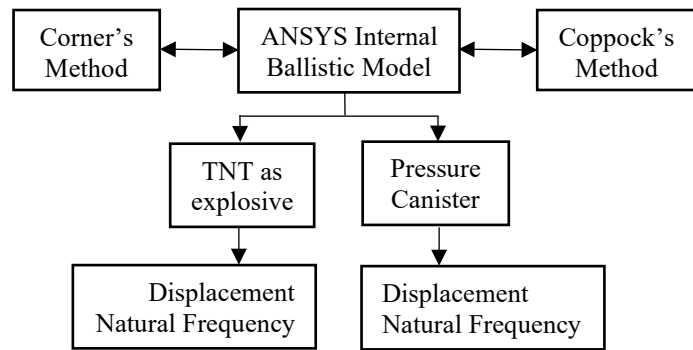 Corner’s
Method
ANSYS Internal
Ballistic Model
Coppock’s
Method
TNT as
explosive
Pressure
Canister
Displacement
Natural Frequency
Displacement
Natural Frequency